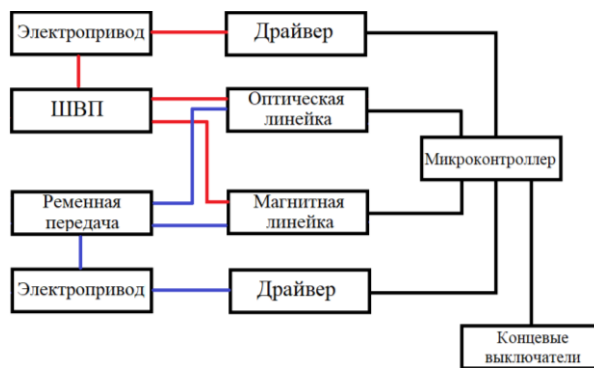 Электропривод
Драйвер
ШВП
Оптическая
линейка
Микроконтроллер
Ременная
передача
Магнитная
линейка
Электропривод
Драйвер
Концевые
выключатели